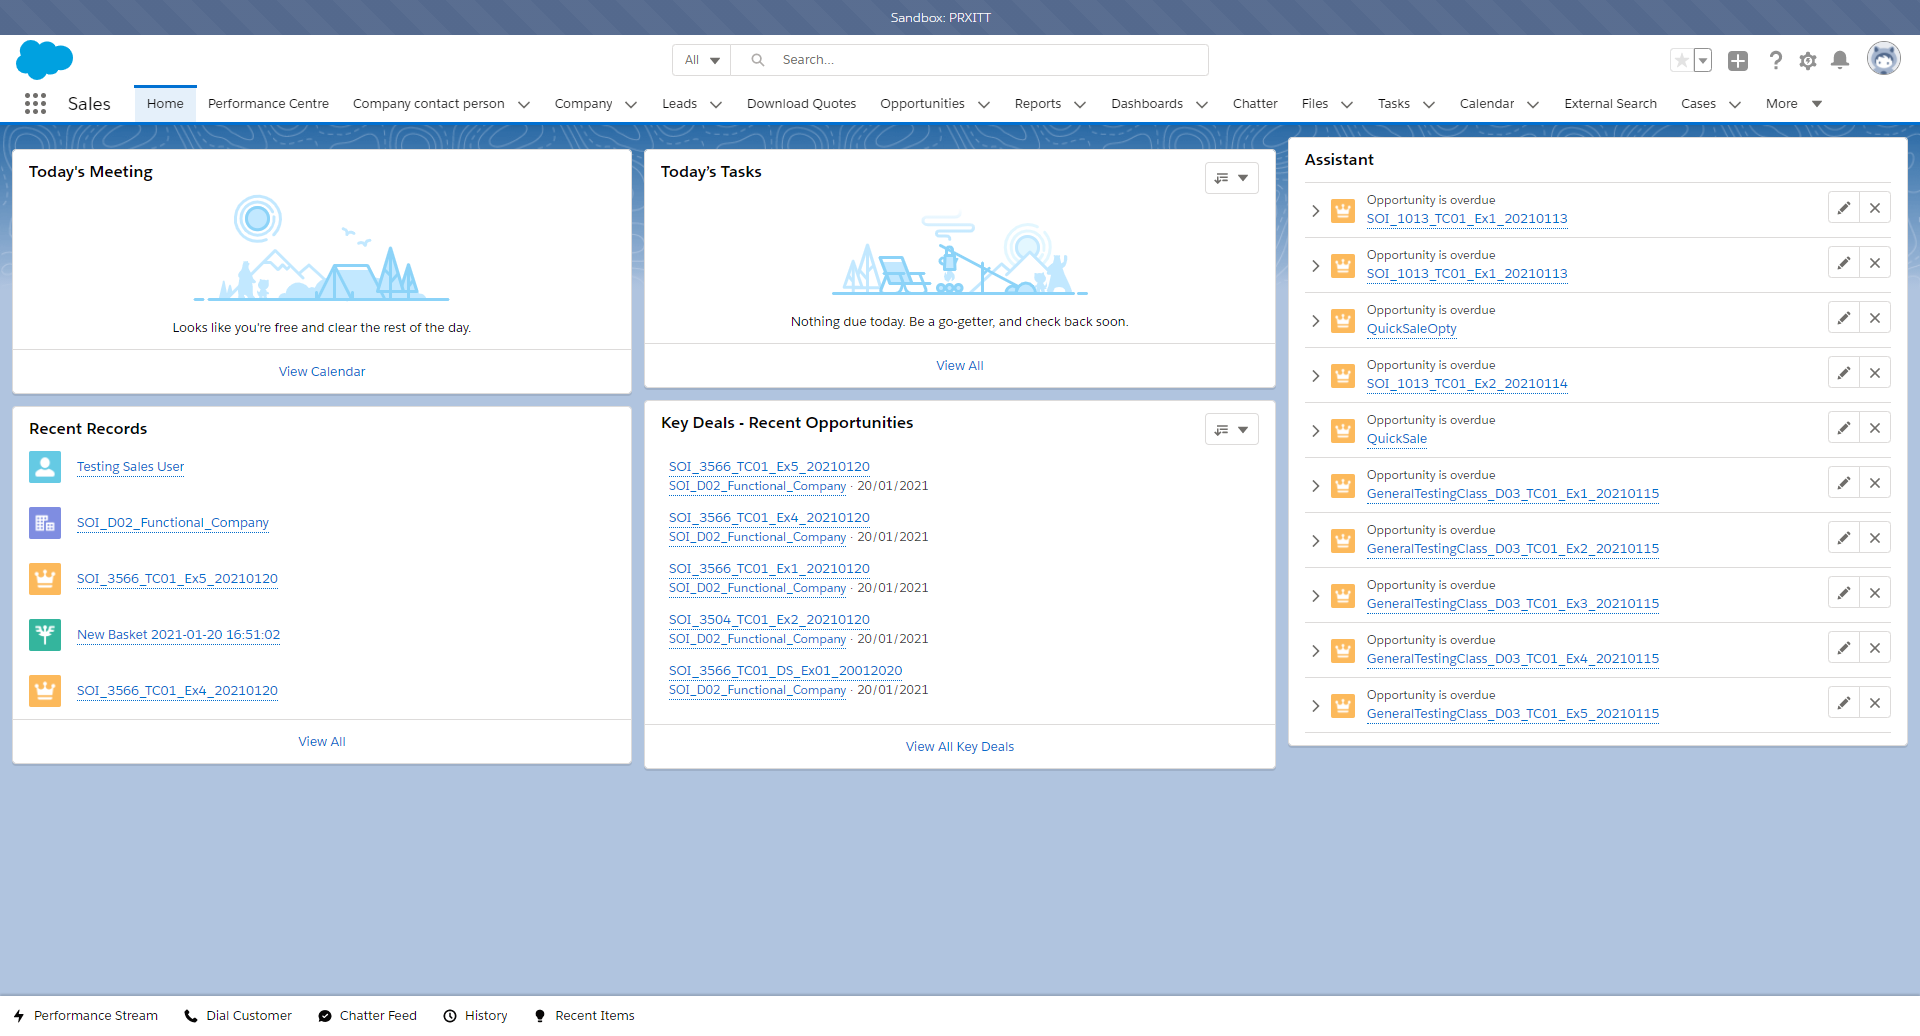 Sandbox: PRXITT
All
Search...
Sales
Home
Performance Centre
Company contact person
Company
Leads
Download Quotes
Opportunities
Reports
Dashboards
Chatter
Files
Tasks
Calendar
External Search
Cases
More
Today's Meeting
Looks like you're free and clear the rest of the day.
View Calendar
Recent Records
Testing Sales User
SOI_D02_Functional_Company
SOI_3566_TC01_Ex5_20210120
New Basket 2021-01-20 16:51:02
SOI_3566_TC01_Ex4_20210120
View All
Today’s Tasks
Nothing due today. Be a go-getter, and check back soon.
View All
Key Deals - Recent Opportunities
SOI_3566_TC01_Ex5_20210120
SOI_D02_Functional_Company · 20/01/2021
SOI_3566_TC01_Ex4_20210120
SOI_D02_Functional_Company · 20/01/2021
SOI_3566_TC01_Ex1_20210120
SOI_D02_Functional_Company · 20/01/2021
SOI_3504_TC01_Ex2_20210120
SOI_D02_Functional_Company · 20/01/2021
SOI_3566_TC01_DS_Ex01_20012020
SOI_D02_Functional_Company · 20/01/2021
View All Key Deals
Assistant
Opportunity is overdue
SOI_1013_TC01_Ex1_20210113
Opportunity is overdue
SOI_1013_TC01_Ex1_20210113
Opportunity is overdue
QuickSaleOpty
Opportunity is overdue
SOI_1013_TC01_Ex2_20210114
Opportunity is overdue
QuickSale
Opportunity is overdue
GeneralTestingClass_D03_TC01_Ex1_20210115
Opportunity is overdue
GeneralTestingClass_D03_TC01_Ex2_20210115
Opportunity is overdue
GeneralTestingClass_D03_TC01_Ex3_20210115
Opportunity is overdue
GeneralTestingClass_D03_TC01_Ex4_20210115
Opportunity is overdue
GeneralTestingClass_D03_TC01_Ex5_20210115
Performance Stream
Dial Customer
Chatter Feed
History
Recent Items